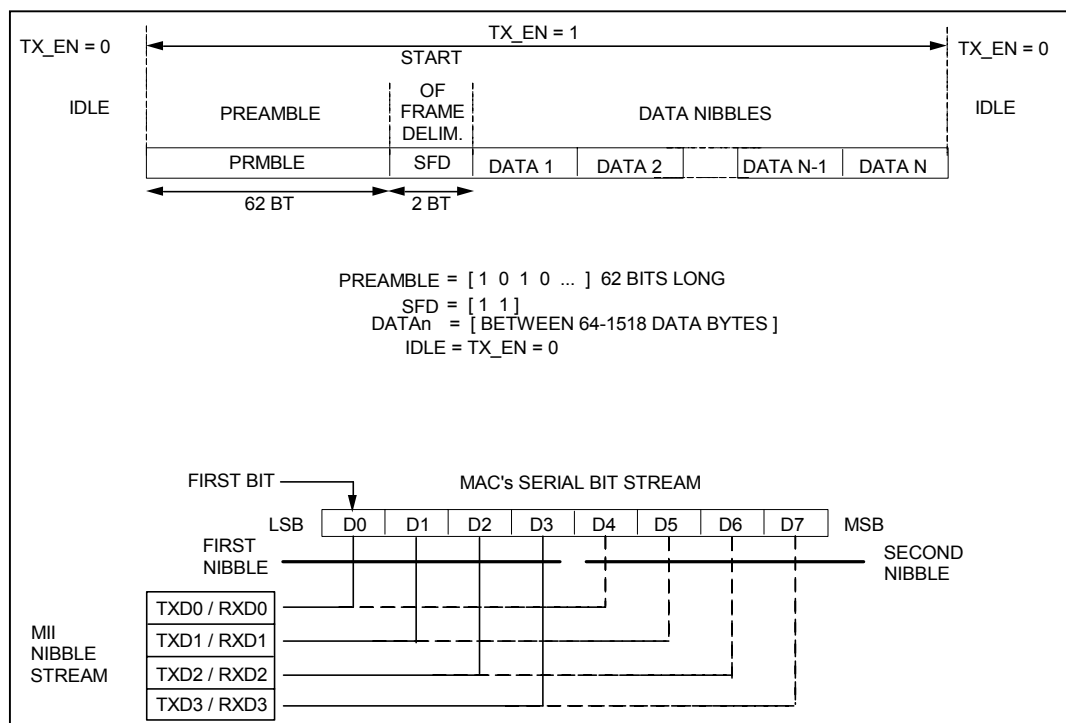 TX_EN = 0
TX_EN = 1
TX_EN = 0
IDLE
PREAMBLE
START
OF
FRAME
DELIM.
DATA NIBBLES
IDLE
PRMBLE SFD DATA 1 DATA 2 DATA N-1 DATA N
62 BT 2 BT
PREAMBLE = [ 1 0 1 0 ... ] 62 BITS LONG
SFD = [ 1 1 ]
DATAn = [ BETWEEN 64-1518 DATA BYTES ]
IDLE = TX_EN = 0
FIRST BIT
MAC's SERIAL BIT STREAM
LSB D0 D1 D2 D3 D4 D5 D6 D7 MSB
FIRST
NIBBLE
SECOND
NIBBLE
MII
NIBBLE
STREAM
TXD0 / RXD0
TXD1 / RXD1
TXD2 / RXD2
TXD3 / RXD3